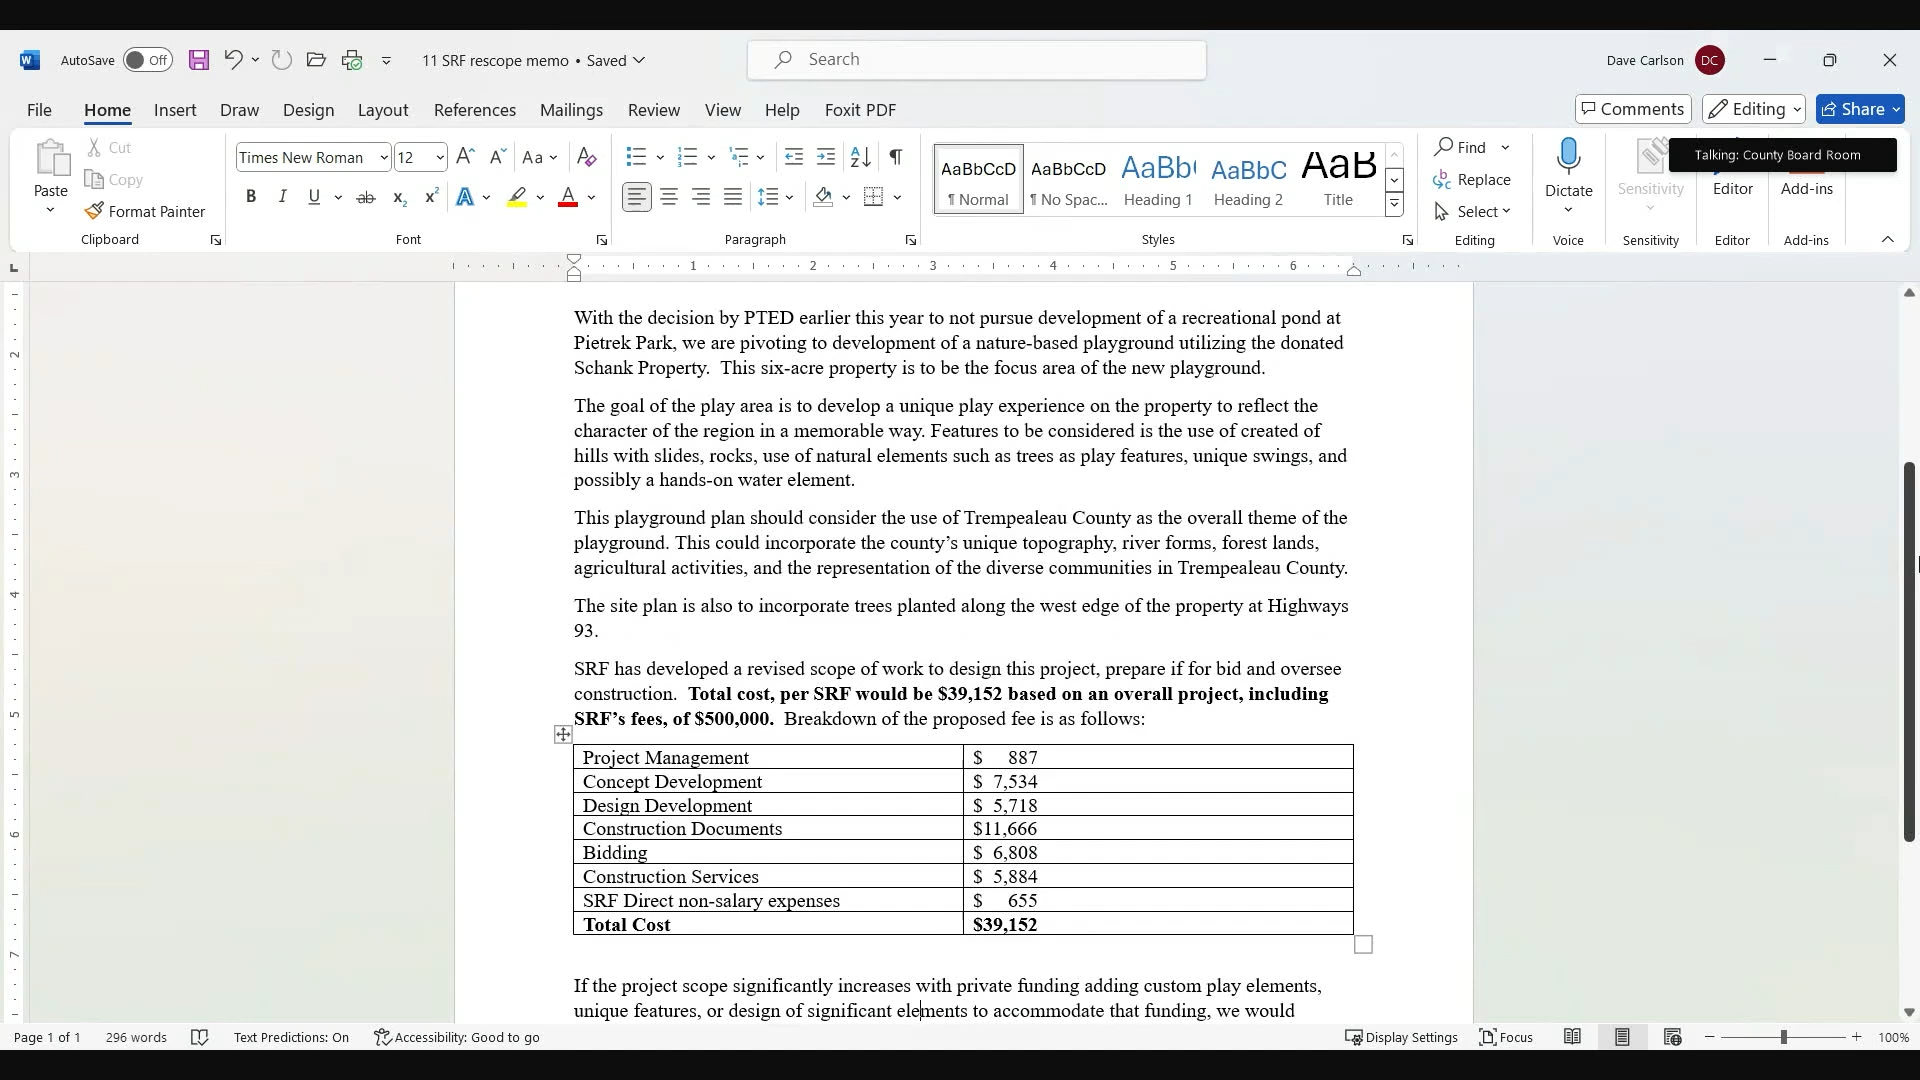 AutoSave Off 11 SRF rescope memo • Saved Search Dave Carlson DC
File Home Insert Draw Design Layout References Mailings Review View Help Foxit PDF Comments Editing Share
Paste Cut Copy Format Painter Clipboard
Times New Roman 12 Aa Font
Paragraph
AaBbCcD AaBbCcD AaBb( AaBbC AaB
¶ Normal ¶ No Spac... Heading 1 Heading 2 Title
Styles
Find Replace Select Editing
Dictate Voice
Sensitivity Sensitivity
Talking: County Board Room
Editor Editor
Add-ins Add-ins
1 2 3 4 5 6
With the decision by PTED earlier this year to not pursue development of a recreational pond at
Pietrek Park, we are pivoting to development of a nature-based playground utilizing the donated
Schank Property. This six-acre property is to be the focus area of the new playground.
The goal of the play area is to develop a unique play experience on the property to reflect the
character of the region in a memorable way. Features to be considered is the use of created of
hills with slides, rocks, use of natural elements such as trees as play features, unique swings, and
possibly a hands-on water element.
This playground plan should consider the use of Trempealeau County as the overall theme of the
playground. This could incorporate the county’s unique topography, river forms, forest lands,
agricultural activities, and the representation of the diverse communities in Trempealeau County.
The site plan is also to incorporate trees planted along the west edge of the property at Highways
93.
SRF has developed a revised scope of work to design this project, prepare if for bid and oversee
construction. Total cost, per SRF would be $39,152 based on an overall project, including
SRF’s fees, of $500,000. Breakdown of the proposed fee is as follows:
Project Management $ 887
Concept Development $ 7,534
Design Development $ 5,718
Construction Documents $11,666
Bidding $ 6,808
Construction Services $ 5,884
SRF Direct non-salary expenses $ 655
Total Cost $39,152
If the project scope significantly increases with private funding adding custom play elements,
unique features, or design of significant elements to accommodate that funding, we would
Page 1 of 1 296 words Text Predictions: On Accessibility: Good to go Display Settings Focus 100%